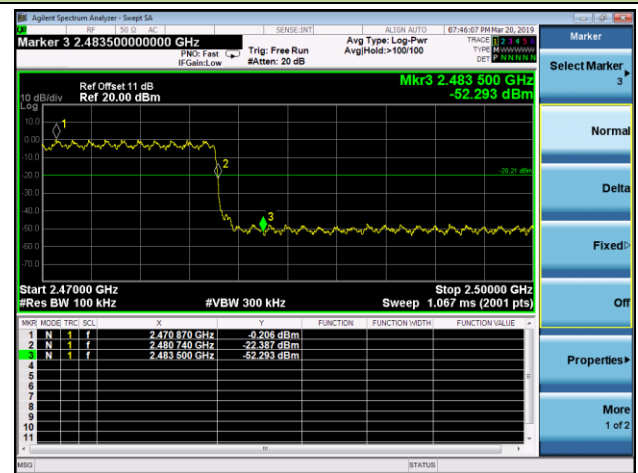 Agilent Spectrum Analyzer - Swept SA
RF 50 Ω AC SENSE:INT ALIGN AUTO 07:46:07 PM Mar 20, 2019
Marker 3 2.483500000000 GHz
PNO: Fast
IFGain:Low
Trig: Free Run
#Atten: 20 dB
Avg Type: Log-Pwr
Avg|Hold:>100/100
TRACE 1 2 3 4 5 6
TYPE M WWWWW
DET P N N N N N
Marker
Select Marker
3
Normal
Delta
Fixed
Off
Properties
More
1 of 2
Ref Offset 11 dB
10 dB/div Ref 20.00 dBm
Log
Mkr3 2.483 500 GHz
-52.293 dBm
10.0
0.00
-10.0
-20.0
-30.0
-40.0
-50.0
-60.0
-70.0
1
2
3
-20.21 dBm
Start 2.47000 GHz Stop 2.50000 GHz
#Res BW 100 kHz #VBW 300 kHz Sweep 1.067 ms (2001 pts)
MKR MODE TRC SCL X Y FUNCTION FUNCTION WIDTH FUNCTION VALUE
1 N 1 f 2.470 870 GHz -0.206 dBm
2 N 1 f 2.480 740 GHz -22.387 dBm
3 N 1 f 2.483 500 GHz -52.293 dBm
4
5
6
7
8
9
10
11
MSG STATUS